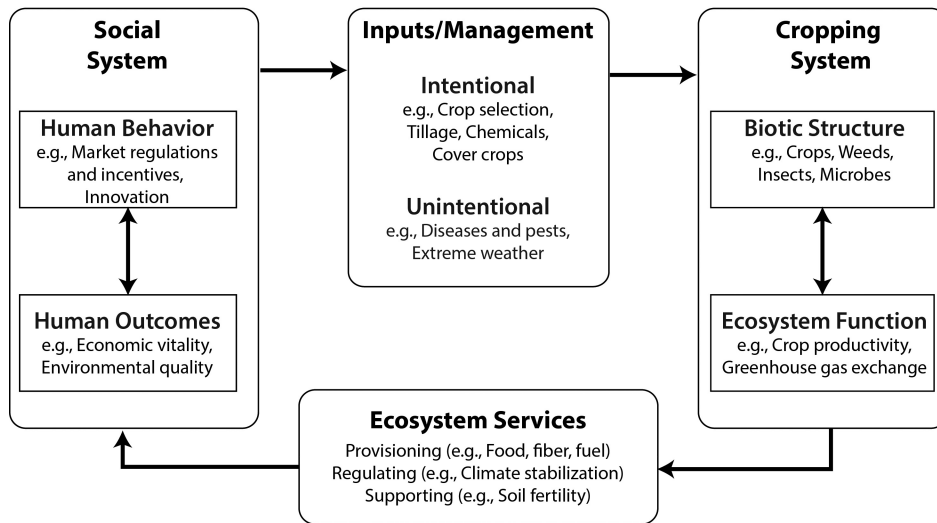 Social
System
Human Behavior
e.g., Market regulations
and incentives,
Innovation
Human Outcomes
e.g., Economic vitality,
Environmental quality
Inputs/Management
Intentional
e.g., Crop selection,
Tillage, Chemicals,
Cover crops
Unintentional
e.g., Diseases and pests,
Extreme weather
Cropping
System
Biotic Structure
e.g., Crops, Weeds,
Insects, Microbes
Ecosystem Function
e.g., Crop productivity,
Greenhouse gas exchange
Ecosystem Services
Provisioning (e.g., Food, fiber, fuel)
Regulating (e.g., Climate stabilization)
Supporting (e.g., Soil fertility)